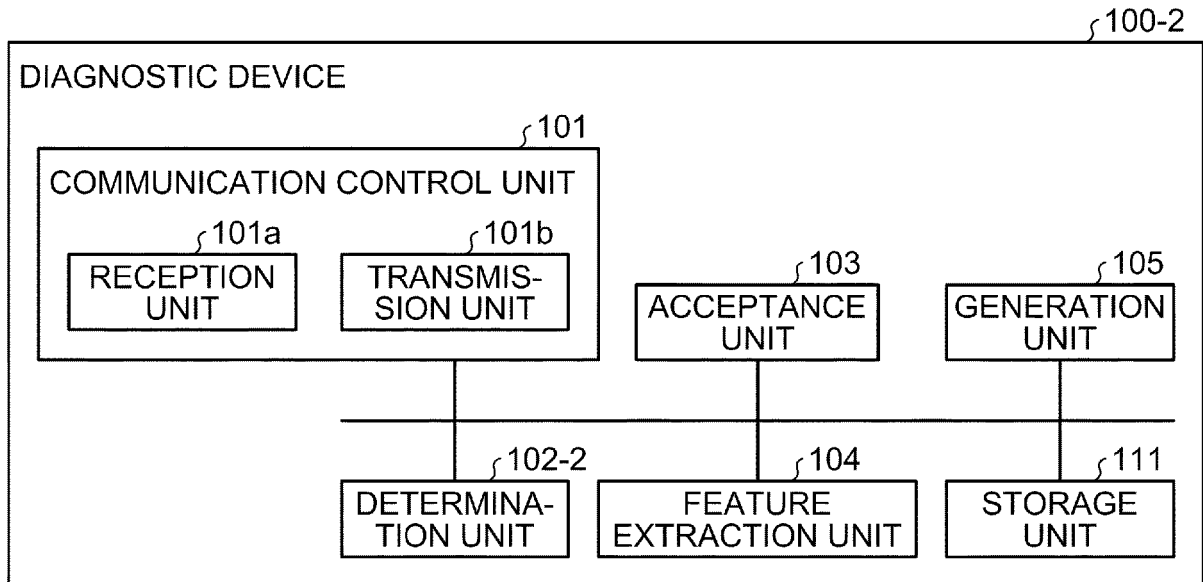 100-2
DIAGNOSTIC DEVICE
101
COMMUNICATION CONTROL UNIT
101a
RECEPTION
UNIT
101b
TRANSMIS-
SION UNIT
103
ACCEPTANCE
UNIT
105
GENERATION
UNIT
102-2
DETERMINA-
TION UNIT
104
FEATURE
EXTRACTION UNIT
111
STORAGE
UNIT